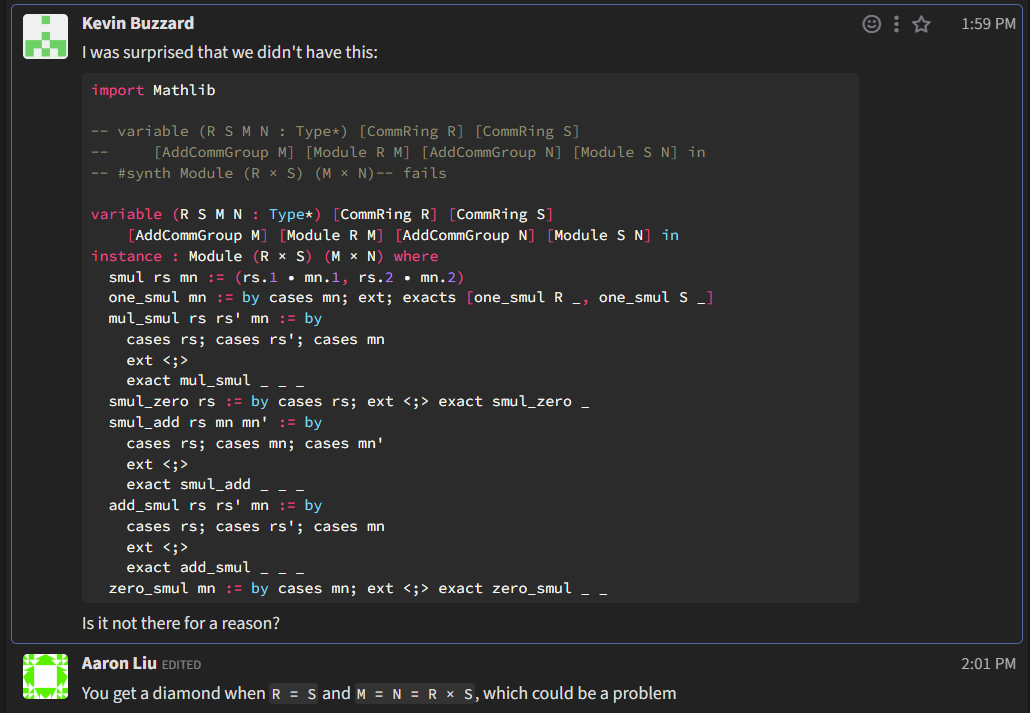 Kevin Buzzard 1:59 PM
I was surprised that we didn't have this:
import Mathlib
-- variable (R S M N : Type*) [CommRing R] [CommRing S]
--     [AddCommGroup M] [Module R M] [AddCommGroup N] [Module S N] in
-- #synth Module (R × S) (M × N)-- fails
variable (R S M N : Type*) [CommRing R] [CommRing S]
    [AddCommGroup M] [Module R M] [AddCommGroup N] [Module S N] in
instance : Module (R × S) (M × N) where
  smul rs mn := (rs.1 • mn.1, rs.2 • mn.2)
  one_smul mn := by cases mn; ext; exacts [one_smul R _, one_smul S _]
  mul_smul rs rs' mn := by
    cases rs; cases rs'; cases mn
    ext <;>
    exact mul_smul _ _ _
  smul_zero rs := by cases rs; ext <;> exact smul_zero _
  smul_add rs mn mn' := by
    cases rs; cases mn; cases mn'
    ext <;>
    exact smul_add _ _ _
  add_smul rs rs' mn := by
    cases rs; cases rs'; cases mn
    ext <;>
    exact add_smul _ _ _
  zero_smul mn := by cases mn; ext <;> exact zero_smul _ _
Is it not there for a reason?
Aaron Liu EDITED 2:01 PM
You get a diamond when R = S and M = N = R × S, which could be a problem